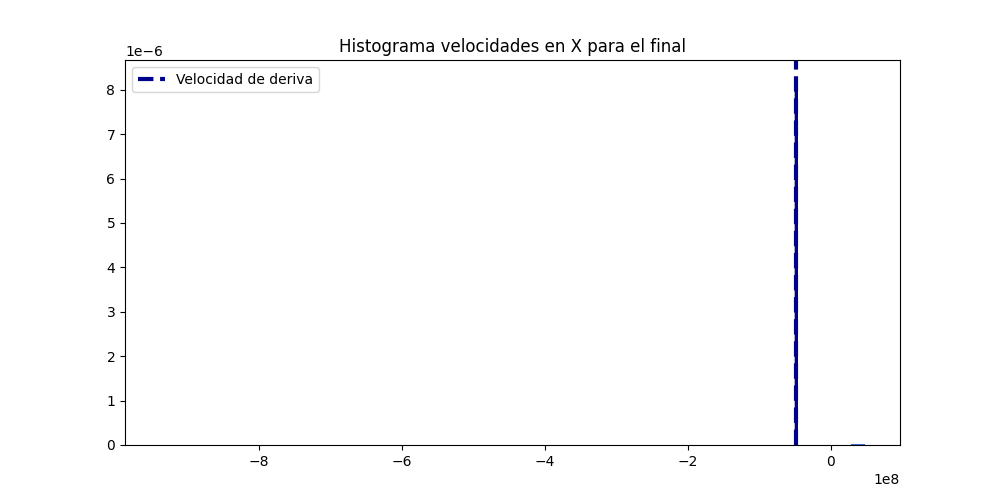 Histograma velocidades en X para el final
1e−6
Velocidad de deriva
8
7
6
5
4
3
2
1
0
−8 −6 −4 −2 0
1e8